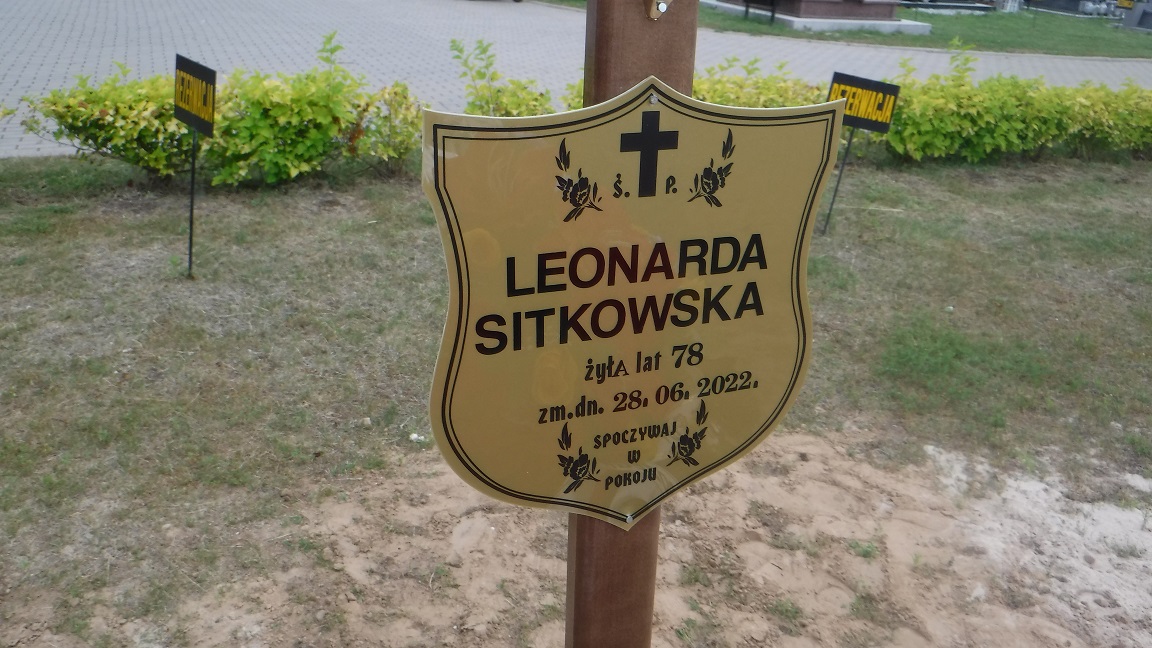 REZERWACJA
REZERWACJA
Ś. P.
LEONARDA
SITKOWSKA
żyłA lat 78
zm.dn. 28. 06. 2022.
SPOCZYWAJ
W
POKOJU